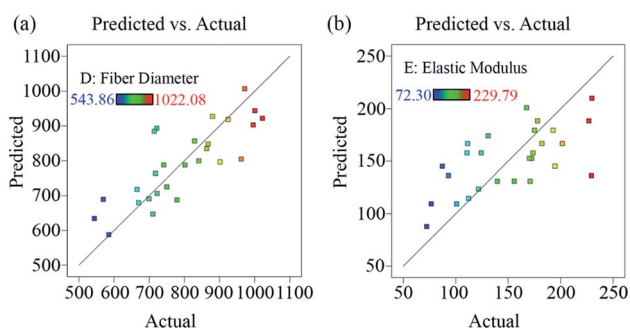 (a) Predicted vs. Actual
1100
1000
900
800
700
600
500
D: Fiber Diameter
543.86 1022.08
Predicted
500 600 700 800 900 1000 1100
Actual
(b) Predicted vs. Actual
250
200
150
100
50
E: Elastic Modulus
72.30 229.79
Predicted
50 100 150 200 250
Actual